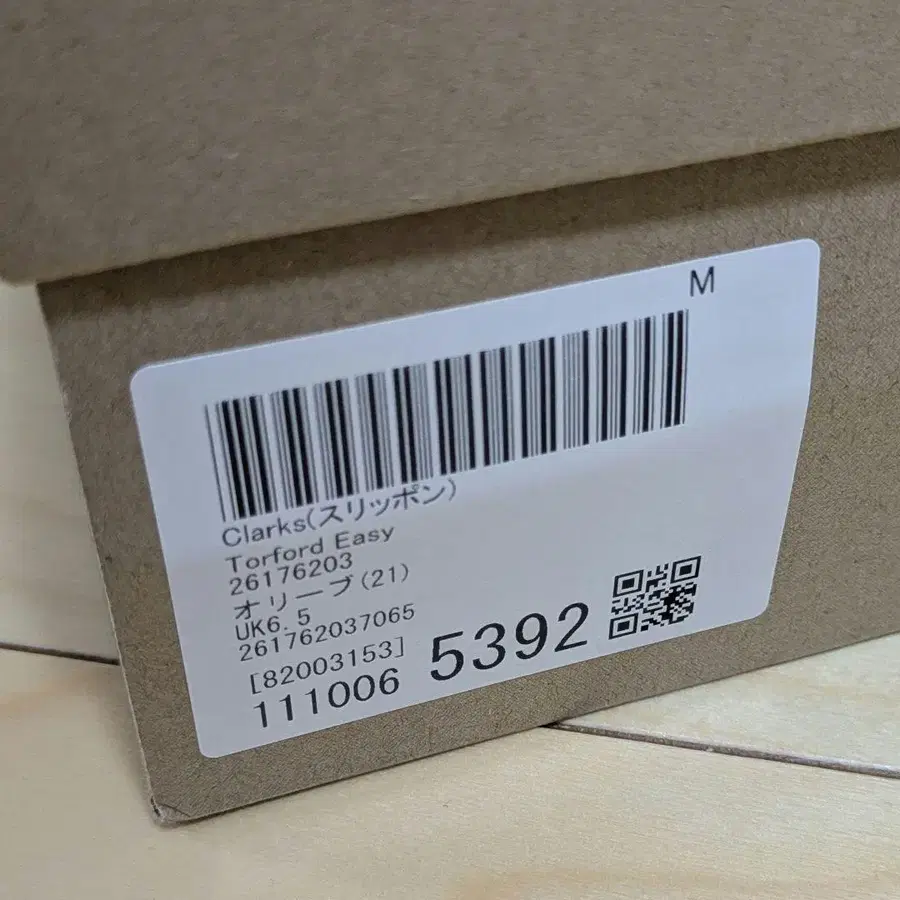 M
Clarks(スリッポン)
Torford Easy
26176203
オリーブ(21)
UK6.5
261762037065
[82003153]
111006 5392